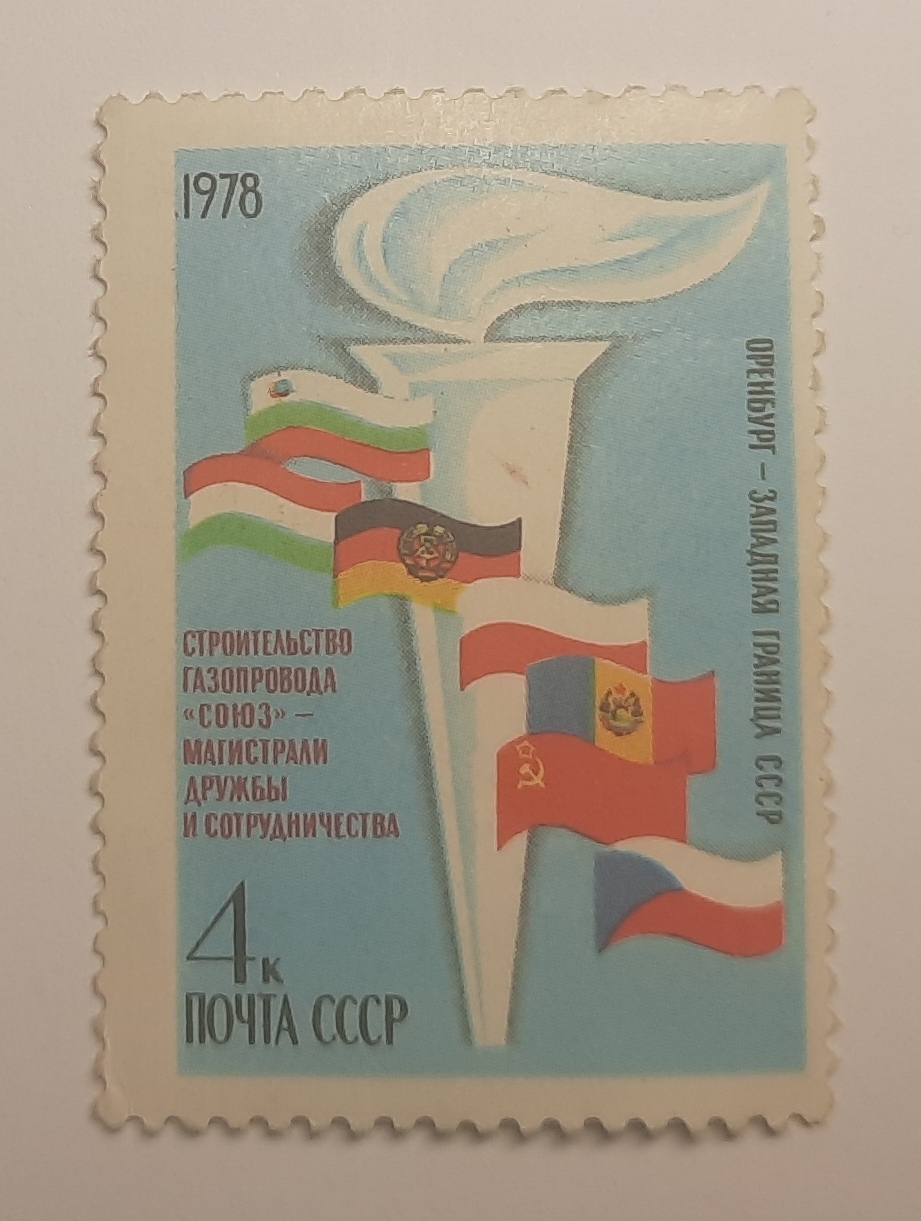 1978
ОРЕНБУРГ – ЗАПАДНАЯ ГРАНИЦА СССР
СТРОИТЕЛЬСТВО
ГАЗОПРОВОДА
«СОЮЗ» –
МАГИСТРАЛИ
ДРУЖБЫ
И СОТРУДНИЧЕСТВА
4к
ПОЧТА СССР